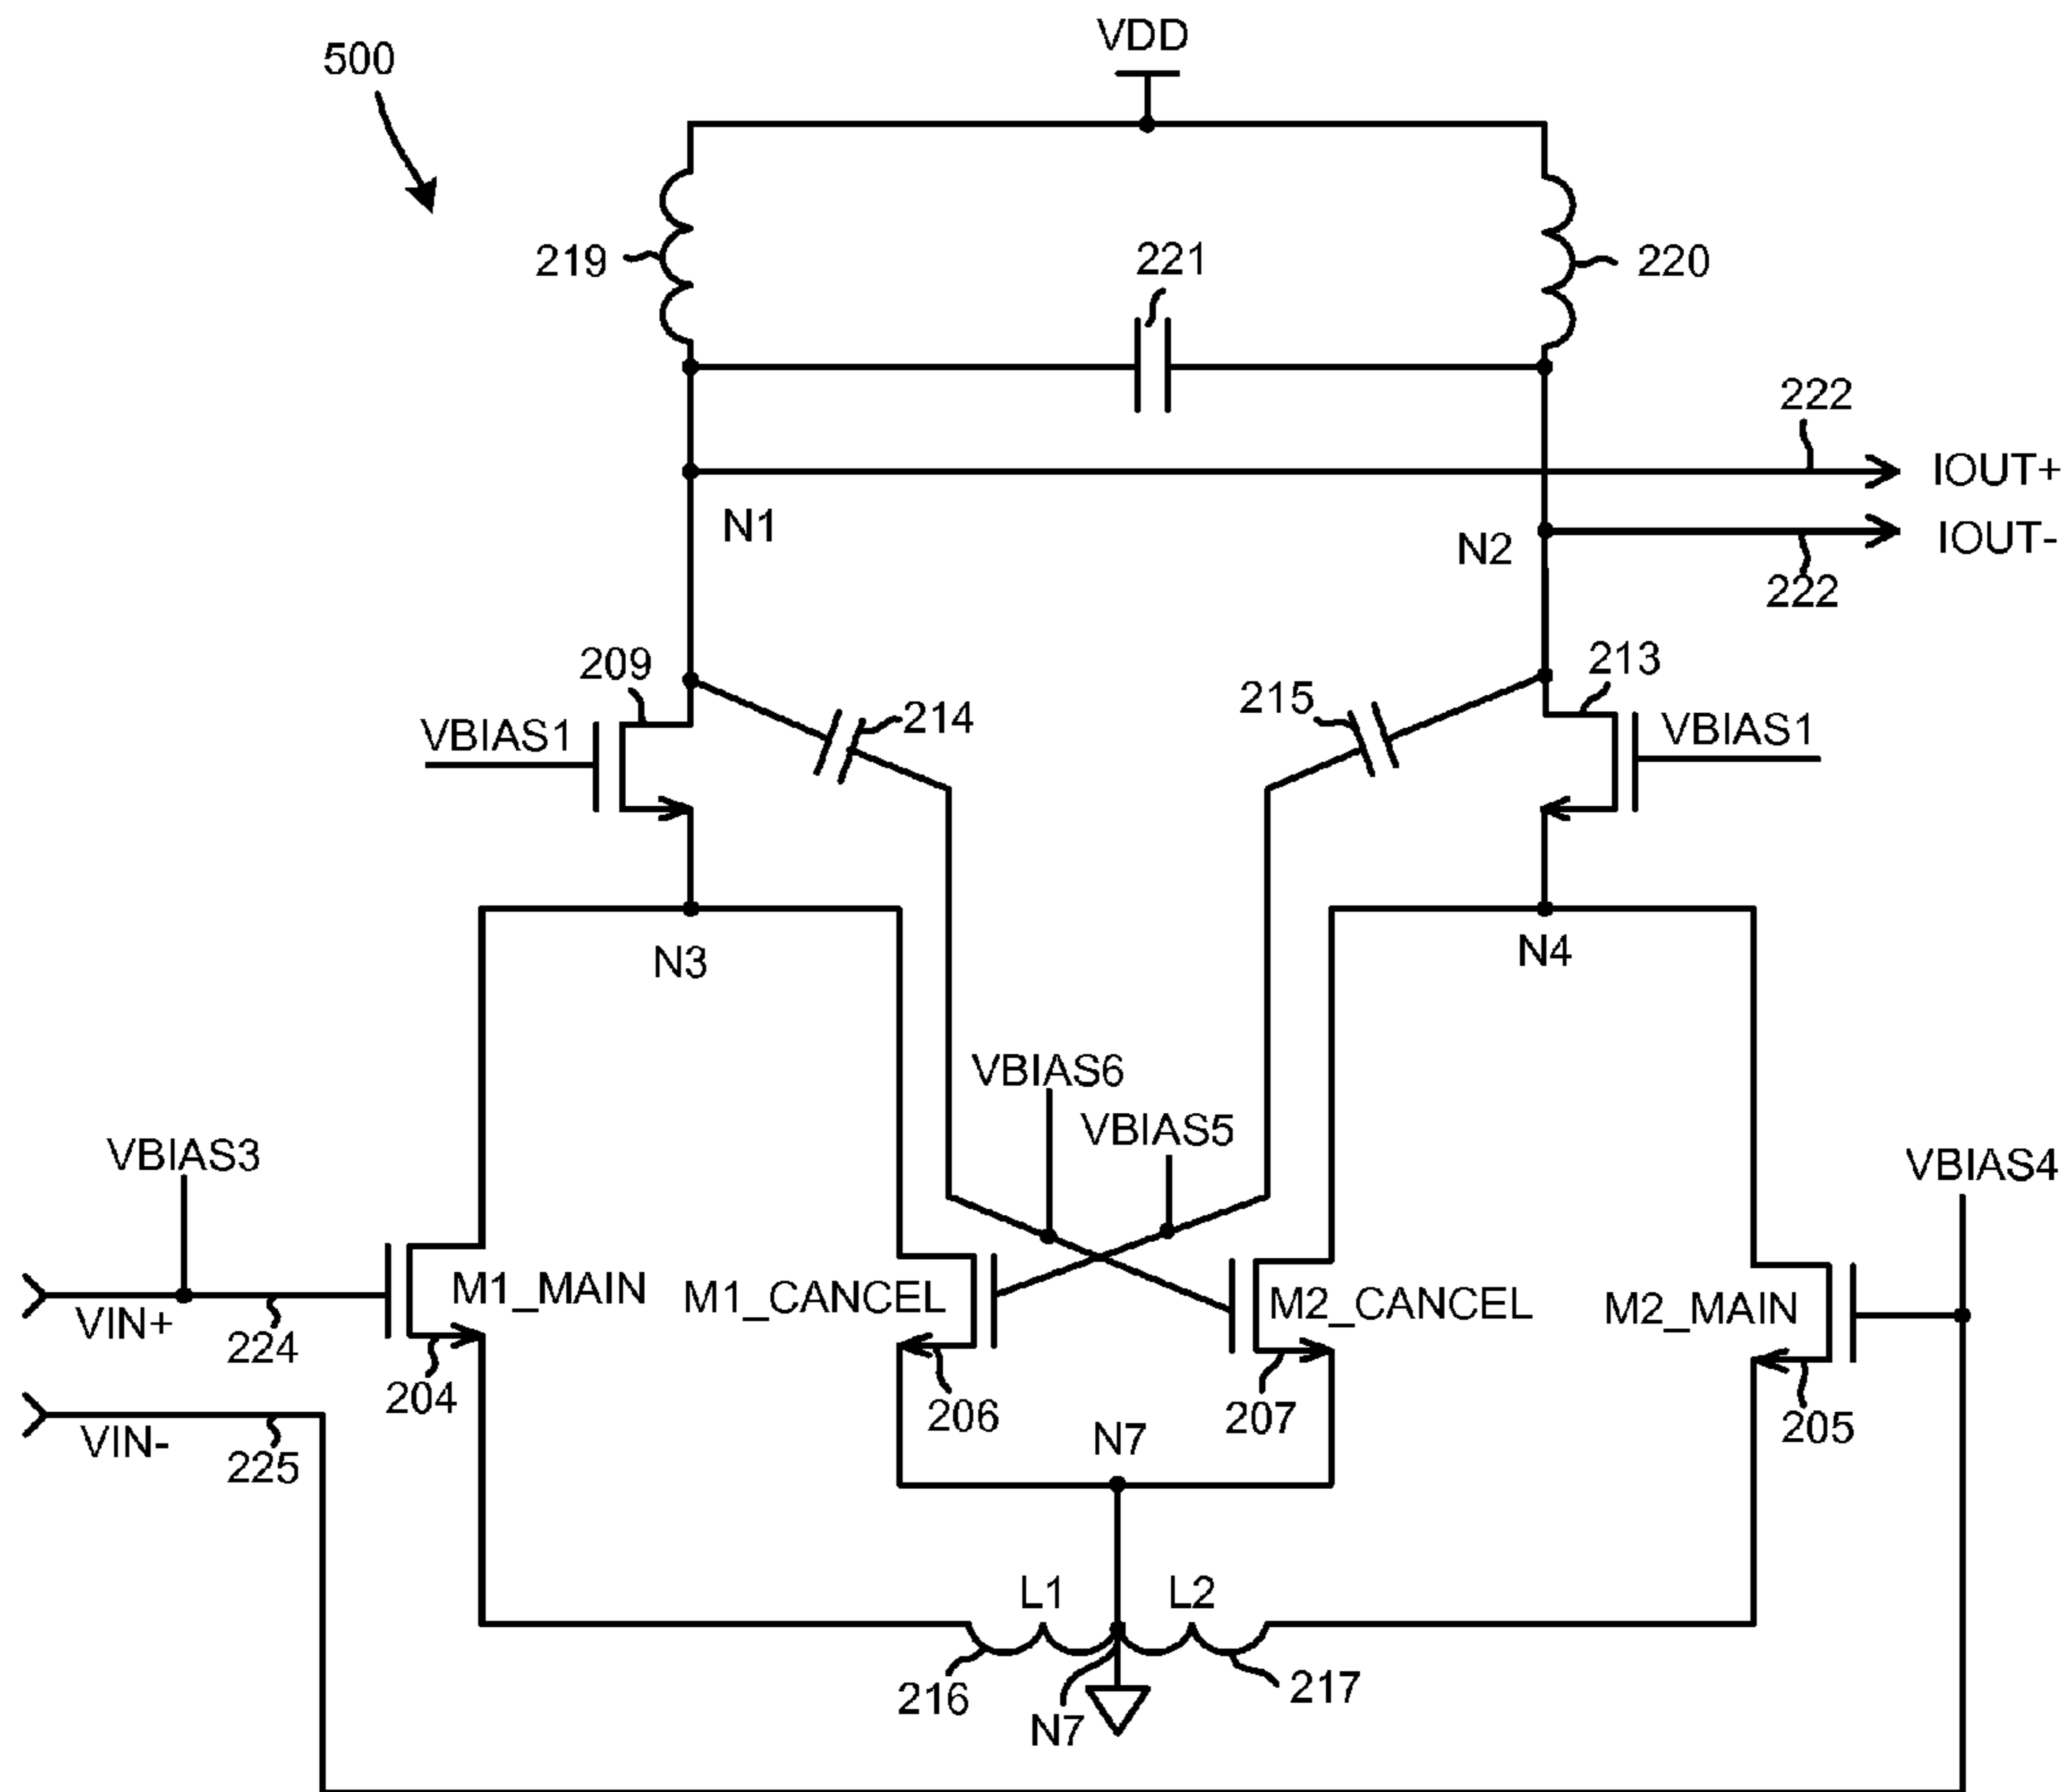 500
VDD
219
221
220
222
IOUT+
N1
N2
IOUT-
222
209
214
215
213
VBIAS1
VBIAS1
N3
N4
VBIAS6
VBIAS5
VBIAS3
VBIAS4
M1_MAIN
M1_CANCEL
M2_CANCEL
M2_MAIN
VIN+
224
204
206
207
205
VIN-
225
N7
L1
L2
216
217
N7